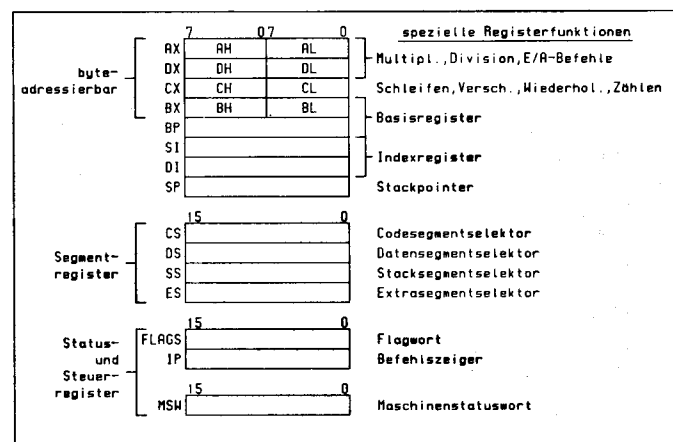 7 0 7 0 spezielle Registerfunktionen
AX AH AL
Multipl.,Division,E/A-Befehle
byte-
DX DH DL
adressierbar
CX CH CL Schleifen,Versch.,Wiederhol.,Zählen
BX BH BL
Basisregister
BP
SI
Indexregister
DI
SP Stackpointer
15 0
CS Codesegmentselektor
Segment-
DS Datensegmentselektor
register
SS Stacksegmentselektor
ES Extrasegmentselektor
15 0
Status-
FLAGS Flagwort
und
IP Befehlszeiger
Steuer-
register
15 0
MSW Maschinenstatuswort